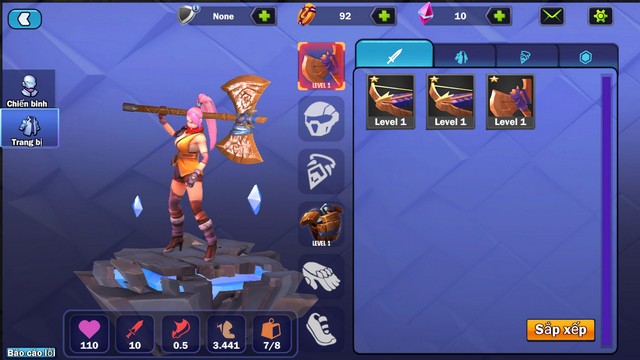 None
92
10
Chiến binh
Trang bị
LEVEL 1
LEVEL 1
Level 1
Level 1
Level 1
110
10
0.5
3.441
7/8
Sắp xếp
Báo cáo lỗi